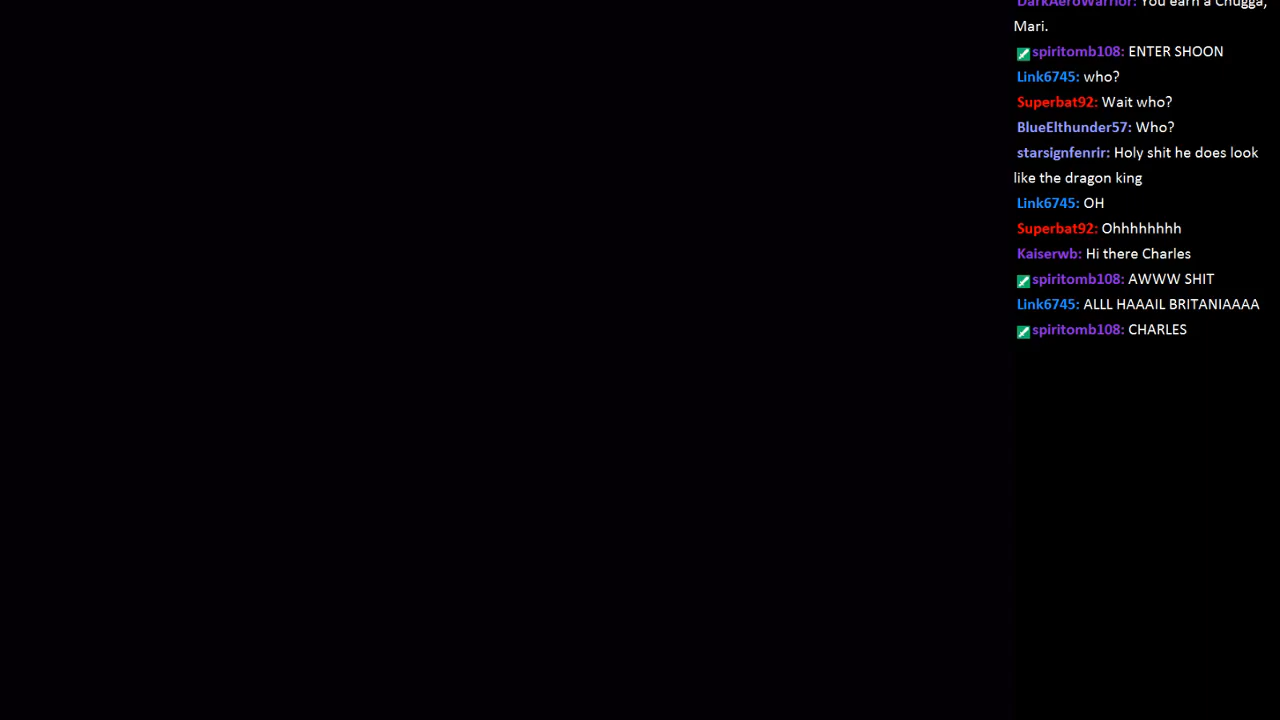 DarkAeroWarrior: You earn a Chugga,
Mari.
spiritomb108: ENTER SHOON
Link6745: who?
Superbat92: Wait who?
BlueElthunder57: Who?
starsignfenrir: Holy shit he does look
like the dragon king
Link6745: OH
Superbat92: Ohhhhhhhh
Kaiserwb: Hi there Charles
spiritomb108: AWWW SHIT
Link6745: ALLL HAAAIL BRITANIAAAA
spiritomb108: CHARLES